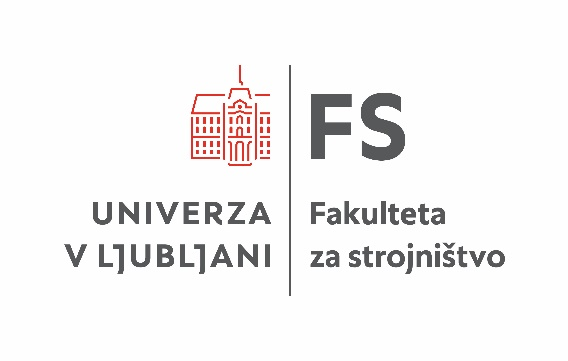 FS
UNIVERZA
V LJUBLJANI
Fakulteta
za strojništvo